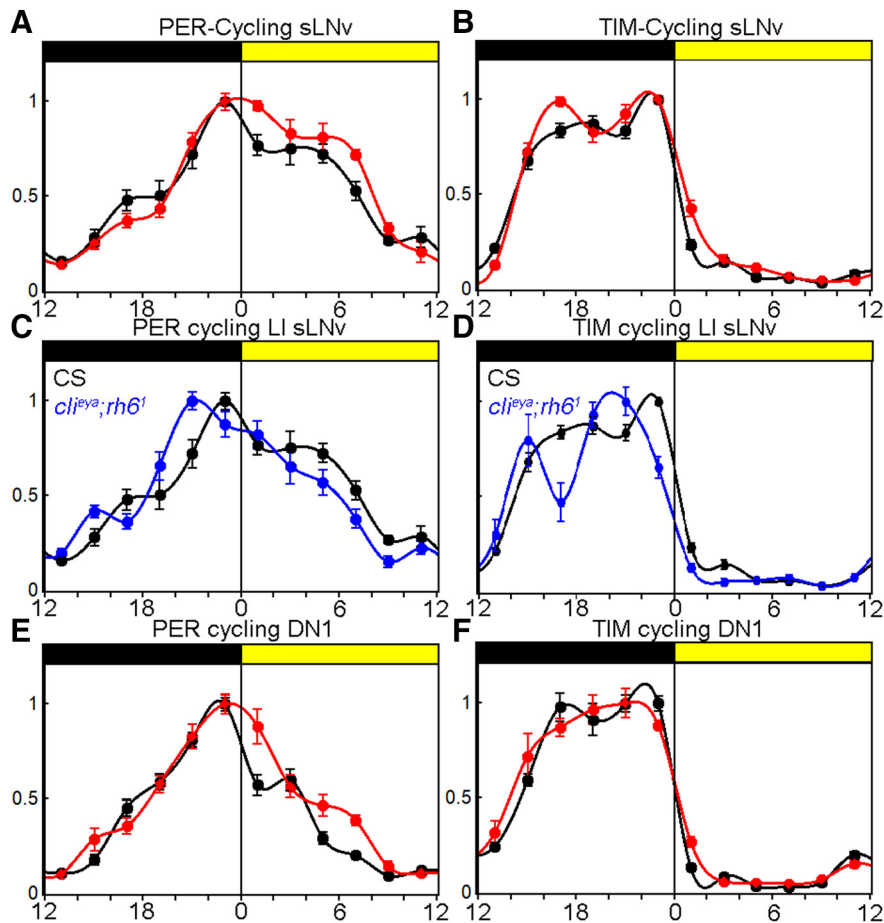 A PER-Cycling sLNv
B TIM-Cycling sLNv
1
0.5
0
12 18 0 6 12
1
0.5
0
12 18 0 6 12
C PER cycling LI sLNv
D TIM cycling LI sLNv
CS
cli^eya;rh6^1
1
0.5
0
12 18 0 6 12
CS
cli^eya;rh6^1
1
0.5
0
12 18 0 6 12
E PER cycling DN1
F TIM cycling DN1
1
0.5
0
12 18 0 6 12
1
0.5
0
12 18 0 6 12